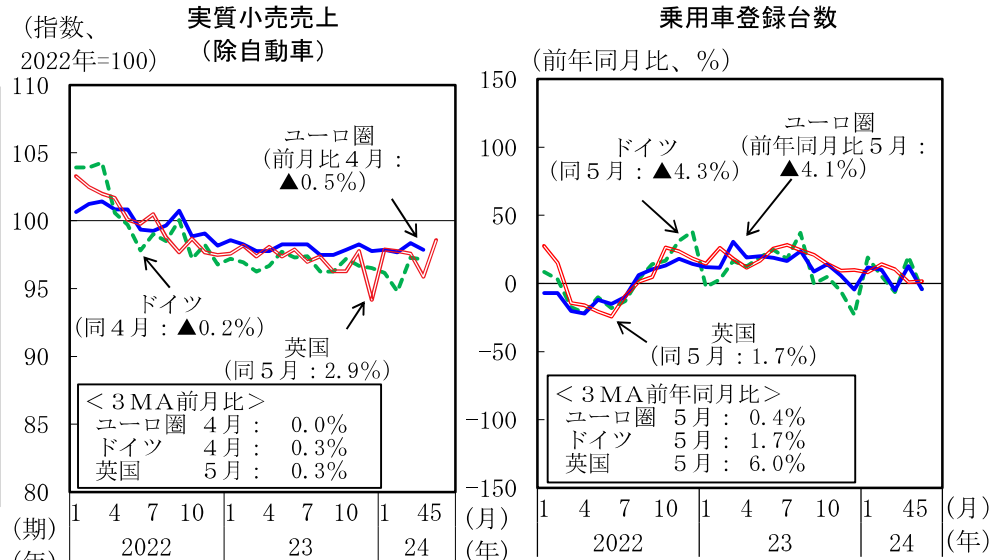 実質小売売上
（除自動車）
（指数、
2022年=100）
110
105
100
95
90
85
80
ユーロ圏
（前月比４月：
▲0.5%）
ドイツ
（同４月：▲0.2%）
英国
（同５月：2.9%）
＜３ＭＡ前月比＞
ユーロ圏 ４月： 0.0%
ドイツ ４月： 0.3%
英国 ５月： 0.3%
1 4 7 10 1 4 7 10 1 45
（期）
（月）
2022 23 24
（年）
（年）
乗用車登録台数
（前年同月比、％）
150
100
50
0
−50
−100
−150
ドイツ
（同５月：▲4.3%）
ユーロ圏
（前年同月比５月：
▲4.1%）
英国
（同５月：1.7%）
＜３ＭＡ前年同月比＞
ユーロ圏 ５月： 0.4%
ドイツ ５月： 1.7%
英国 ５月： 6.0%
1 4 7 10 1 4 7 10 1 45
（月）
2022 23 24
（年）